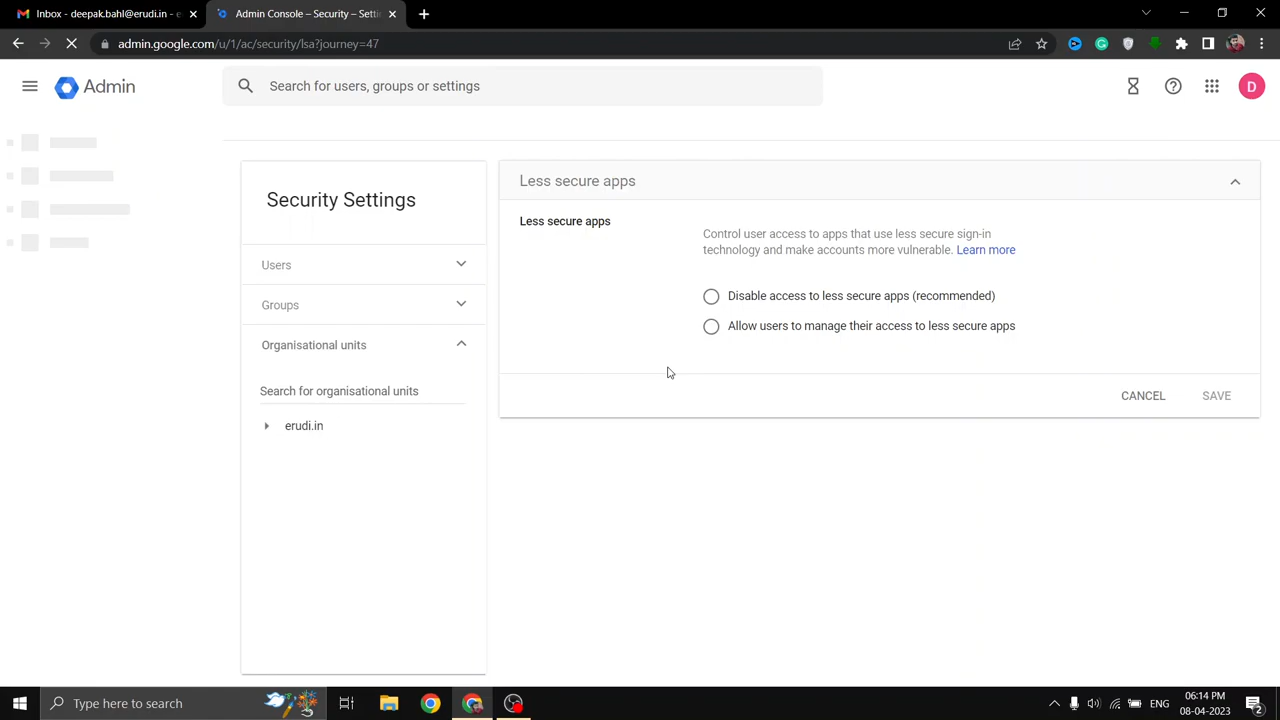 Inbox - deepak.bahl@erudi.in - e
Admin Console – Security – Setti
admin.google.com/u/1/ac/security/lsa?journey=47
Admin
Search for users, groups or settings
D
Security Settings
Users
Groups
Organisational units
Search for organisational units
erudi.in
Less secure apps
Less secure apps
Control user access to apps that use less secure sign-in
technology and make accounts more vulnerable. Learn more
Disable access to less secure apps (recommended)
Allow users to manage their access to less secure apps
CANCEL
SAVE
Type here to search
ENG
06:14 PM
08-04-2023
2